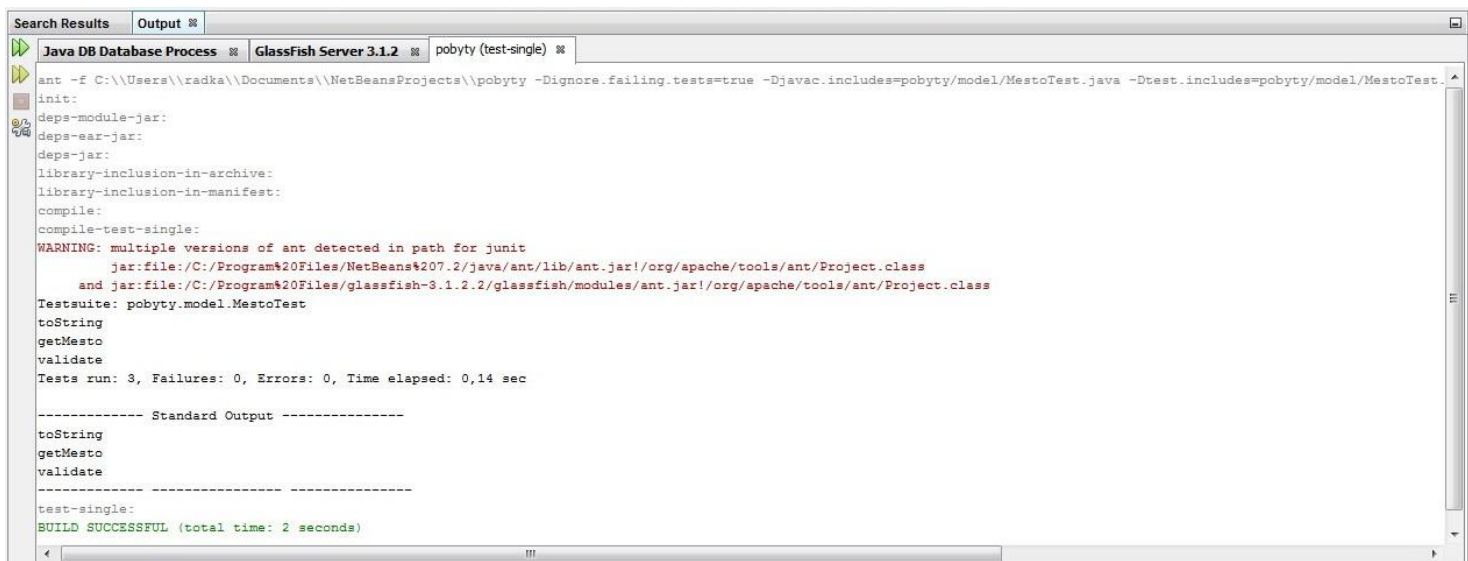 Search Results Output
Java DB Database Process GlassFish Server 3.1.2 pobyty (test-single)
ant -f C:\\Users\\radka\\Documents\\NetBeansProjects\\pobyty -Dignore.failing.tests=true -Djavac.includes=pobyty/model/MestoTest.java -Dtest.includes=pobyty/model/MestoTest.
init:
deps-module-jar:
deps-ear-jar:
deps-jar:
library-inclusion-in-archive:
library-inclusion-in-manifest:
compile:
compile-test-single:
WARNING: multiple versions of ant detected in path for junit
jar:file:/C:/Program%20Files/NetBeans%207.2/java/ant/lib/ant.jar!/org/apache/tools/ant/Project.class
and jar:file:/C:/Program%20Files/glassfish-3.1.2.2/glassfish/modules/ant.jar!/org/apache/tools/ant/Project.class
Testsuite: pobyty.model.MestoTest
toString
getMesto
validate
Tests run: 3, Failures: 0, Errors: 0, Time elapsed: 0,14 sec
------------- Standard Output ---------------
toString
getMesto
validate
------------- ---------------- ---------------
test-single:
BUILD SUCCESSFUL (total time: 2 seconds)